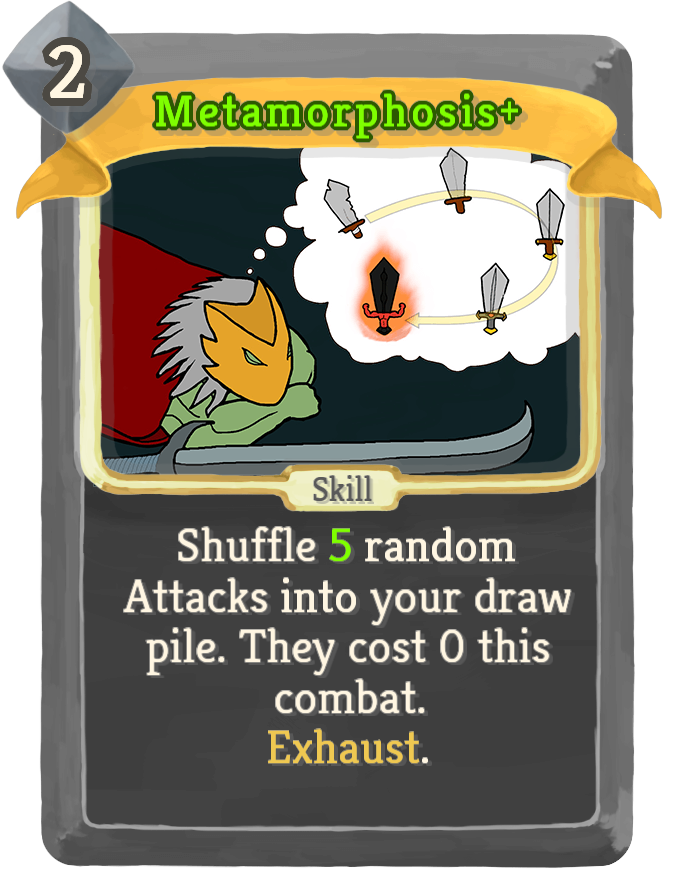 2
Metamorphosis+
Skill
Shuffle 5 random
Attacks into your draw
pile. They cost 0 this
combat.
Exhaust.